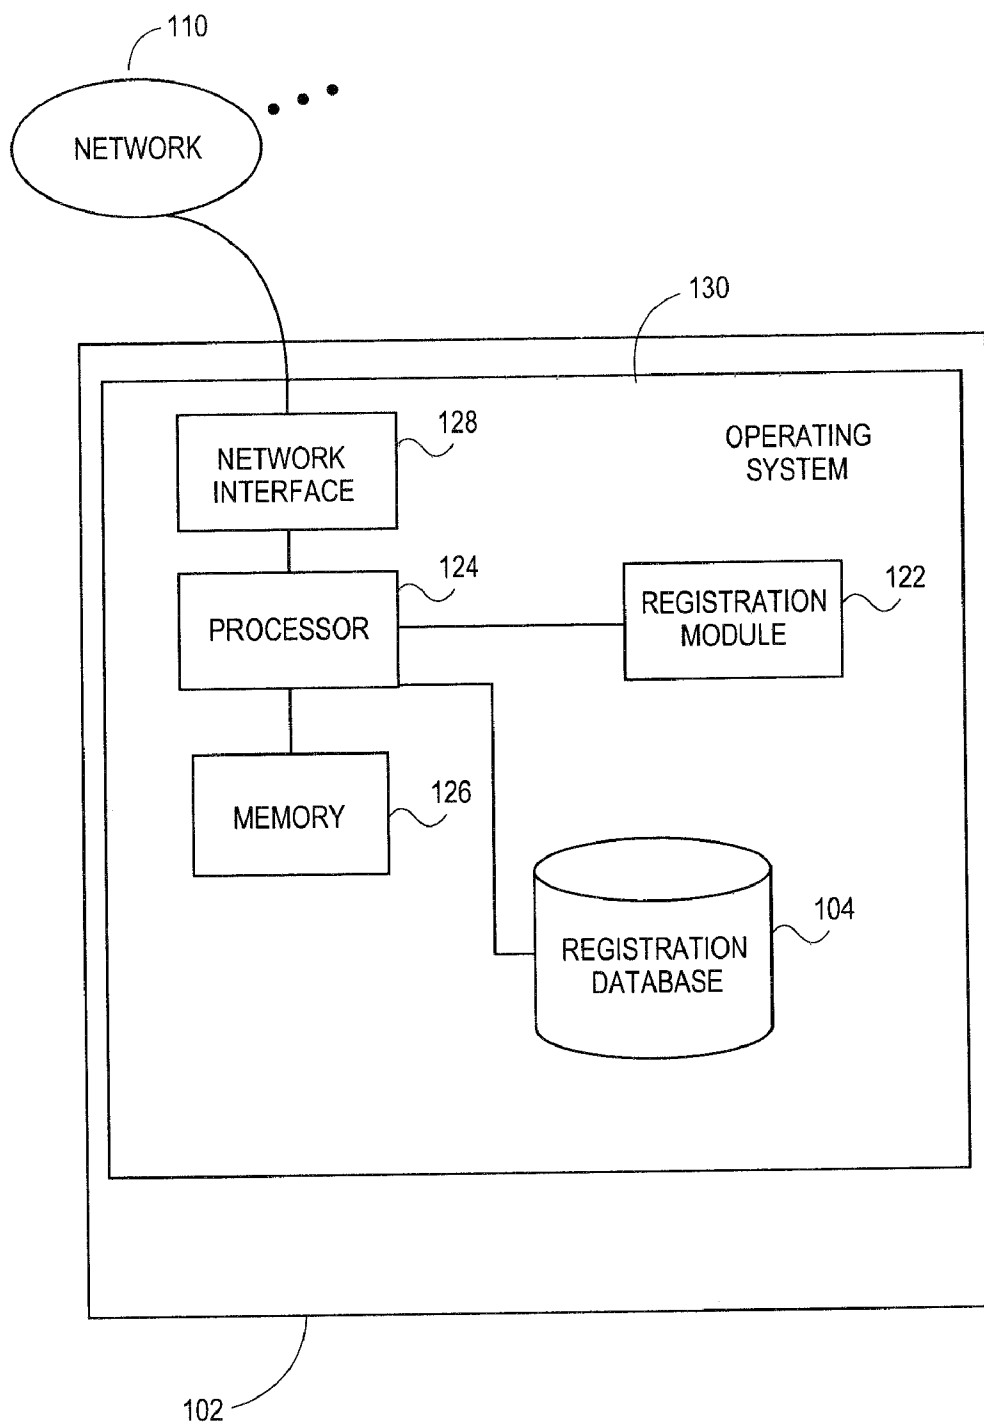 110
NETWORK
130
128
NETWORK
INTERFACE
OPERATING
SYSTEM
124
PROCESSOR
REGISTRATION
MODULE
122
126
MEMORY
104
REGISTRATION
DATABASE
102